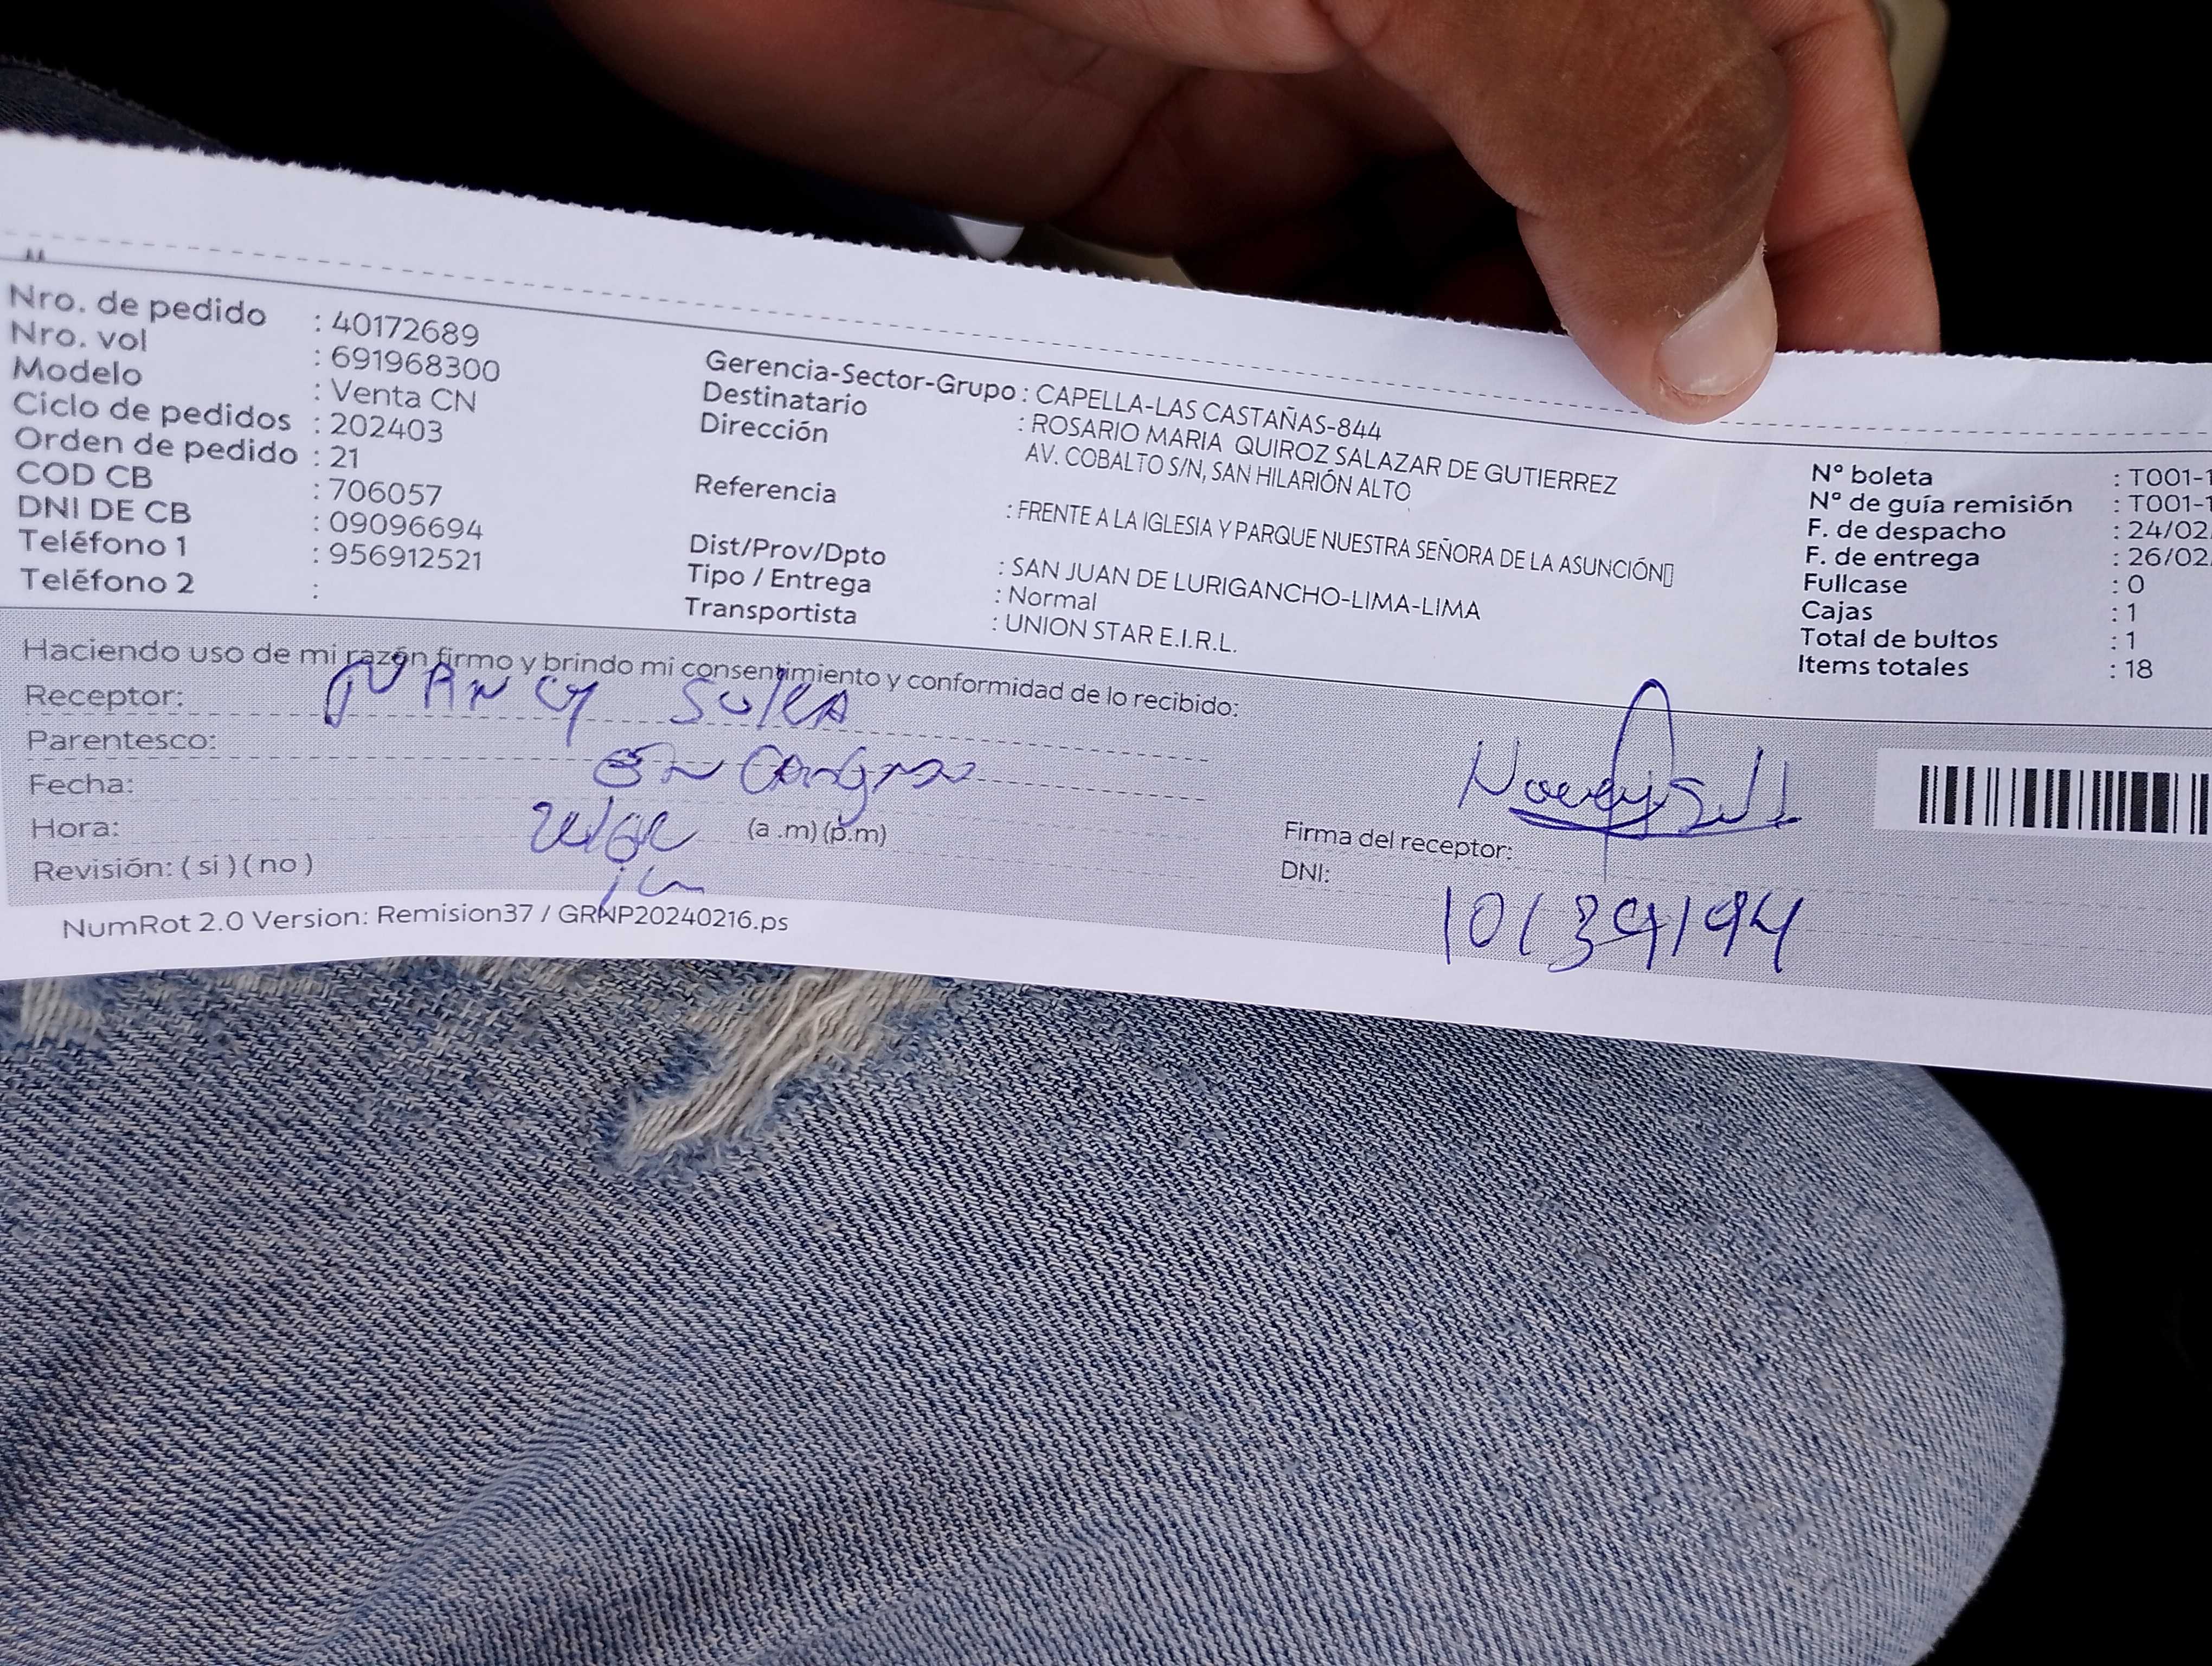 Nro. de pedido : 40172689
Nro. vol : 691968300
Modelo : Venta CN
Ciclo de pedidos : 202403
Orden de pedido : 21
COD CB : 706057
DNI DE CB : 09096694
Teléfono 1 : 956912521
Teléfono 2 :
Gerencia-Sector-Grupo : CAPELLA-LAS CASTAÑAS-844
Destinatario : ROSARIO MARIA QUIROZ SALAZAR DE GUTIERREZ
Dirección AV. COBALTO S/N, SAN HILARIÓN ALTO
Referencia : FRENTE A LA IGLESIA Y PARQUE NUESTRA SEÑORA DE LA ASUNCIÓN
Dist/Prov/Dpto : SAN JUAN DE LURIGANCHO-LIMA-LIMA
Tipo / Entrega : Normal
Transportista : UNION STAR E.I.R.L.
N° boleta : T001-1
N° de guía remisión : T001-1
F. de despacho : 24/02
F. de entrega : 26/02
Fullcase : 0
Cajas : 1
Total de bultos : 1
Items totales : 18
Haciendo uso de mi razón firmo y brindo mi consentimiento y conformidad de lo recibido:
Receptor: NANCY
Parentesco:
Fecha:
Hora: (a .m) (p.m)
Revisión: ( si ) ( no )
Firma del receptor:
DNI: 10139194
NumRot 2.0 Version: Remision37 / GRNP20240216.ps